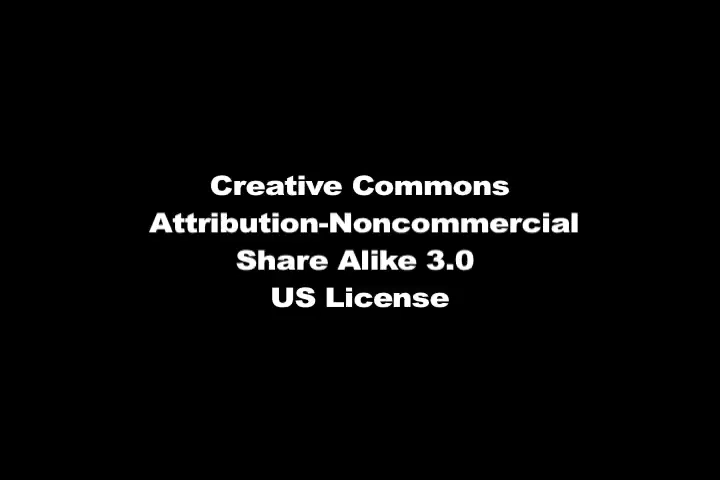 Creative Commons
Attribution-Noncommercial
Share Alike 3.0
US License